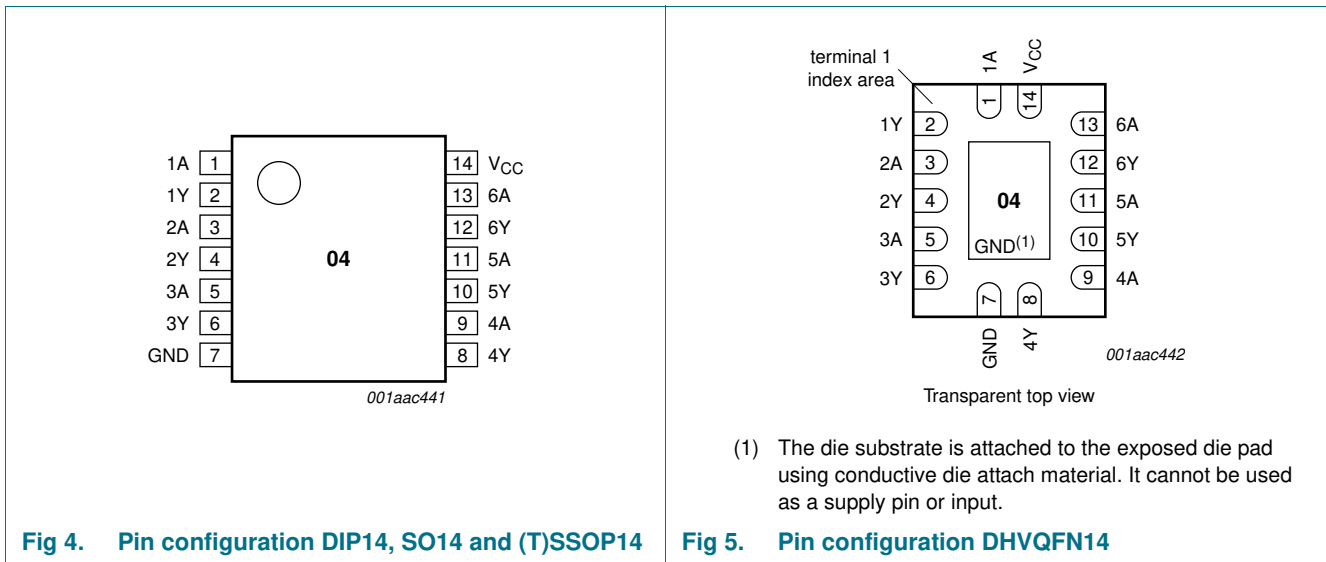 1A 1 14 VCC
1Y 2 13 6A
2A 3 12 6Y
2Y 4 04 11 5A
3A 5 10 5Y
3Y 6 9 4A
GND 7 8 4Y
001aac441
Fig 4. Pin configuration DIP14, SO14 and (T)SSOP14
terminal 1
index area
1A VCC
1 14
1Y 2 13 6A
2A 3 12 6Y
2Y 4 04 11 5A
3A 5 GND(1) 10 5Y
3Y 6 9 4A
7 8
GND 4Y
001aac442
Transparent top view
(1) The die substrate is attached to the exposed die pad
using conductive die attach material. It cannot be used
as a supply pin or input.
Fig 5. Pin configuration DHVQFN14